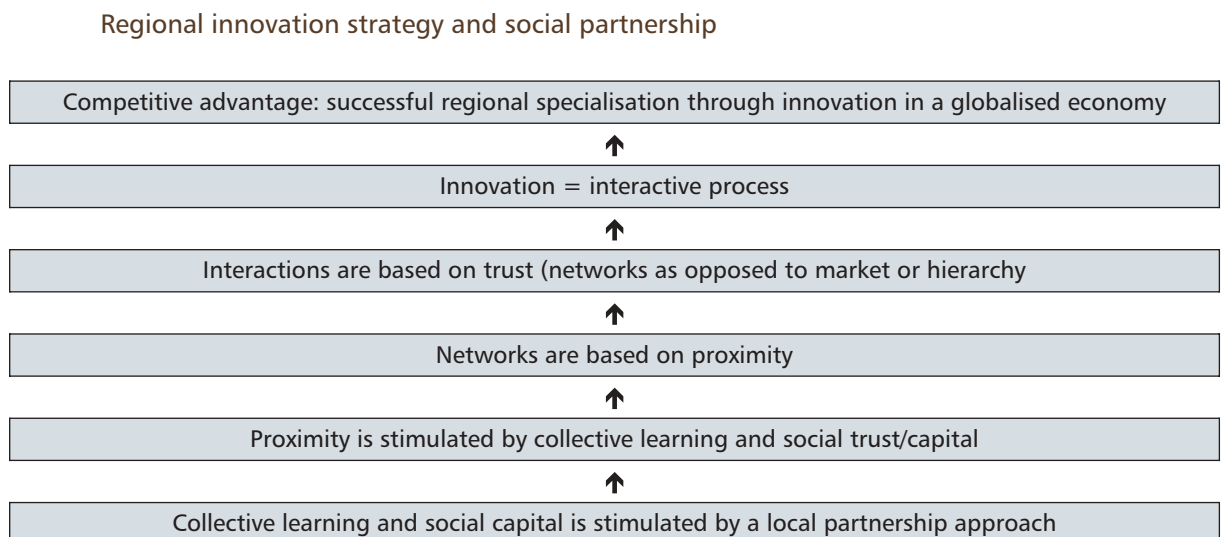 Regional innovation strategy and social partnership
Competitive advantage: successful regional specialisation through innovation in a globalised economy
Innovation = interactive process
Interactions are based on trust (networks as opposed to market or hierarchy
Networks are based on proximity
Proximity is stimulated by collective learning and social trust/capital
Collective learning and social capital is stimulated by a local partnership approach